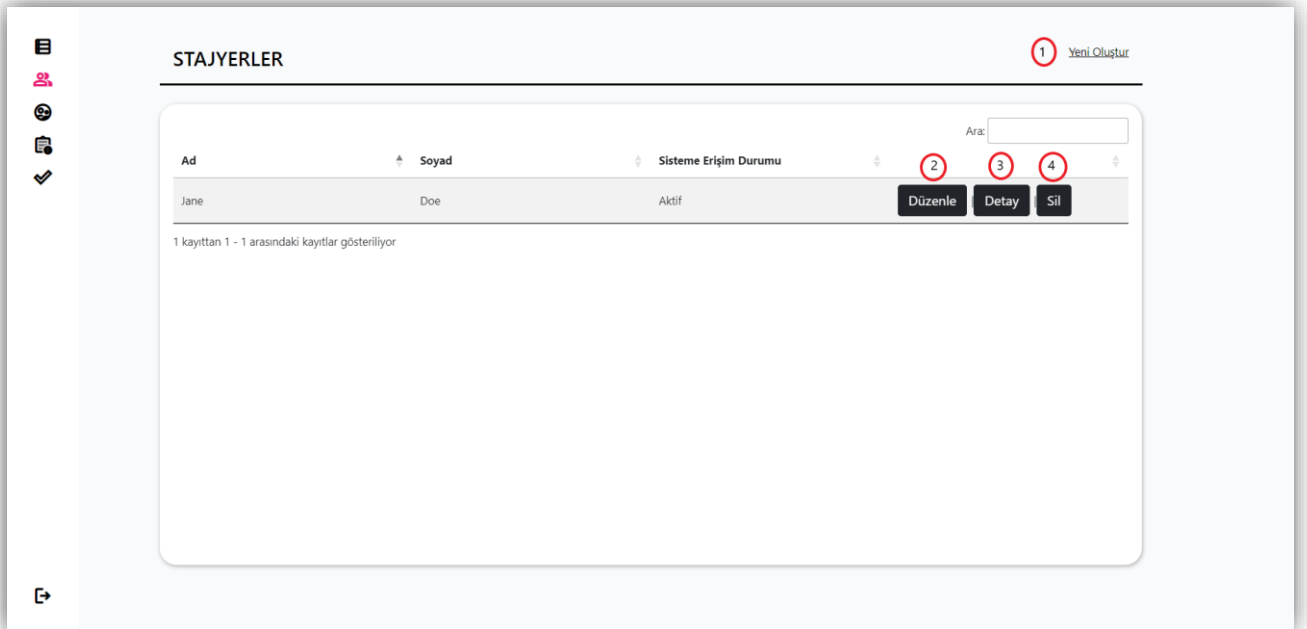 STAJYERLER
1 Yeni Oluştur
Ara:
Ad Soyad Sisteme Erişim Durumu 2 3 4
Jane Doe Aktif Düzenle | Detay | Sil
1 kayıttan 1 - 1 arasındaki kayıtlar gösteriliyor